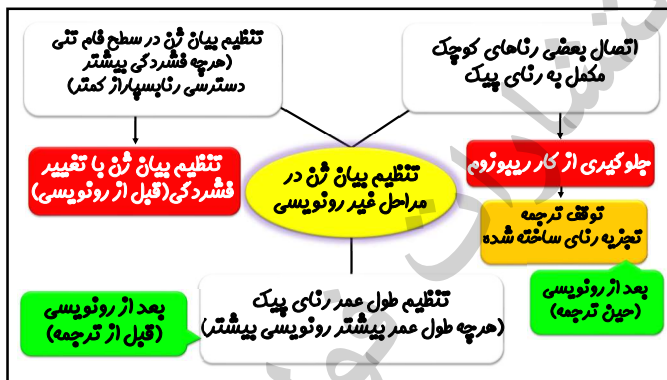 تنظیم بیان ژن در سطح فام تنی
(هرچه فشردگی بیشتر
دسترسی رنابسپاراز کمتر)
اتصال بعضی رناهای کوچک
مکمل به رنای پیک
تنظیم بیان ژن با تغییر
فشردگی(قبل از رونویسی)
تنظیم بیان ژن در
مراحل غیر رونویسی
جلوگیری از کار ریبوزوم
توقف ترجمه
تجزیه رنای ساخته شده
بعد از رونویسی
(حین ترجمه)
تنظیم طول عمر رنای پیک
(هرچه طول عمر بیشتر رونویسی بیشتر)
بعد از رونویسی
(قبل از ترجمه)